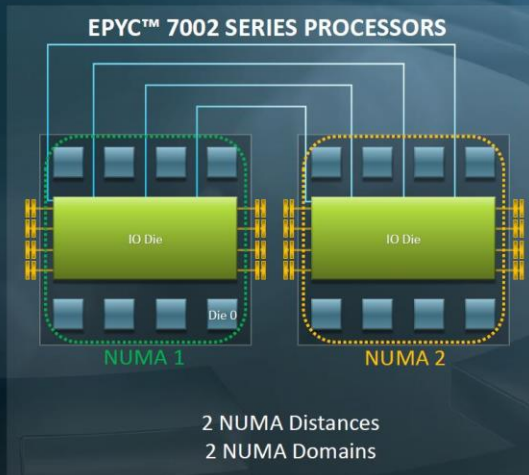 EPYC™ 7002 SERIES PROCESSORS
IO Die
IO Die
Die 0
NUMA 1
NUMA 2
2 NUMA Distances
2 NUMA Domains